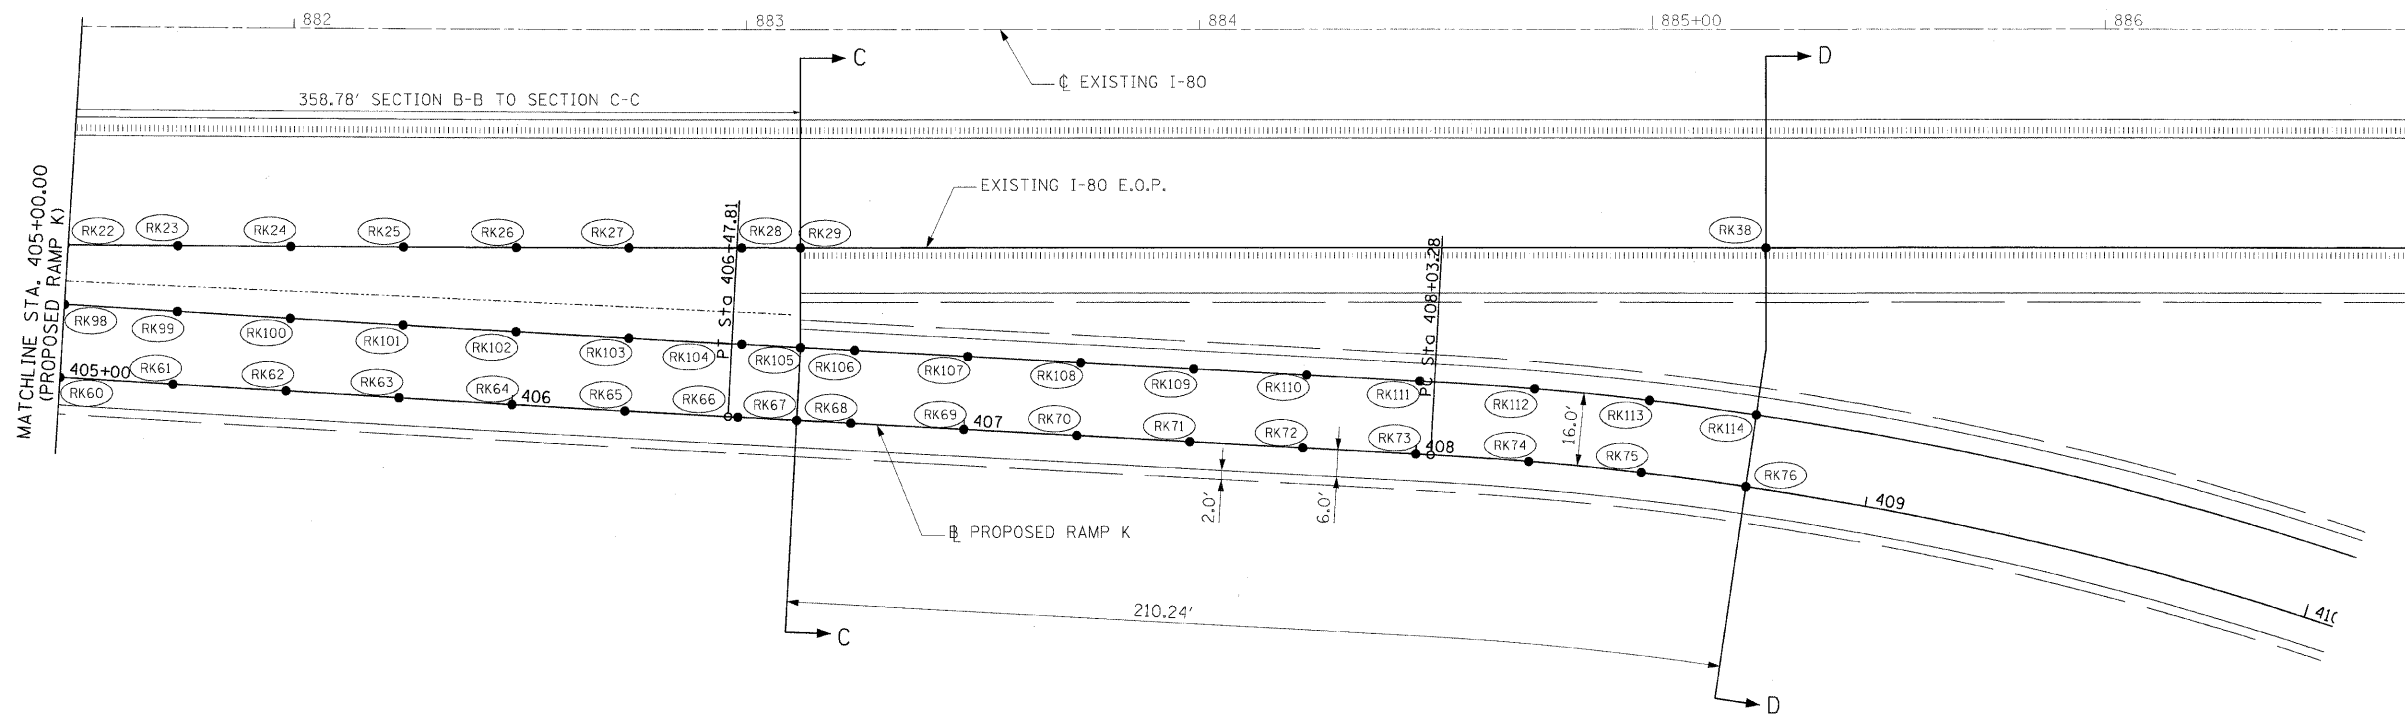 882
883
884
885+00
886
C
D
℄ EXISTING I-80
358.78' SECTION B-B TO SECTION C-C
EXISTING I-80 E.O.P.
MATCHLINE STA. 405+00.00
(PROPOSED RAMP K)
RK22
RK23
RK24
RK25
RK26
RK27
RK28
RK29
RK38
PT Sta 406+47.81
PC Sta 408+03.28
RK98
RK99
RK100
RK101
RK102
RK103
RK104
RK105
RK106
RK107
RK108
RK109
RK110
RK111
RK112
RK113
RK114
405+00
RK60
RK61
RK62
RK63
RK64
406
RK65
RK66
RK67
RK68
RK69
407
RK70
RK71
RK72
RK73
408
RK74
RK75
RK76
16.0'
2.0'
6.0'
409
BL PROPOSED RAMP K
210.24'
C
D